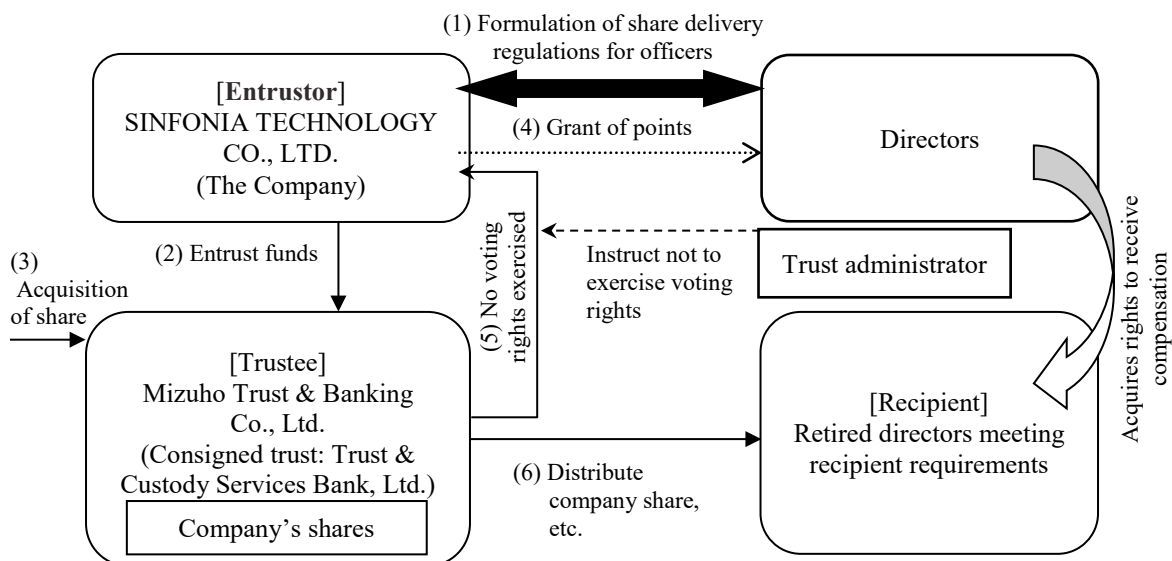 (1) Formulation of share delivery
regulations for officers
[Entrustor]
SINFONIA TECHNOLOGY
CO., LTD.
(The Company)
(4) Grant of points
Directors
(2) Entrust funds
(3)
Acquisition
of share
(5) No voting
rights exercised
Instruct not to
exercise voting
rights
Trust administrator
Acquires rights to receive
compensation
[Trustee]
Mizuho Trust & Banking
Co., Ltd.
(Consigned trust: Trust &
Custody Services Bank, Ltd.)
Company’s shares
(6) Distribute
company share,
etc.
[Recipient]
Retired directors meeting
recipient requirements